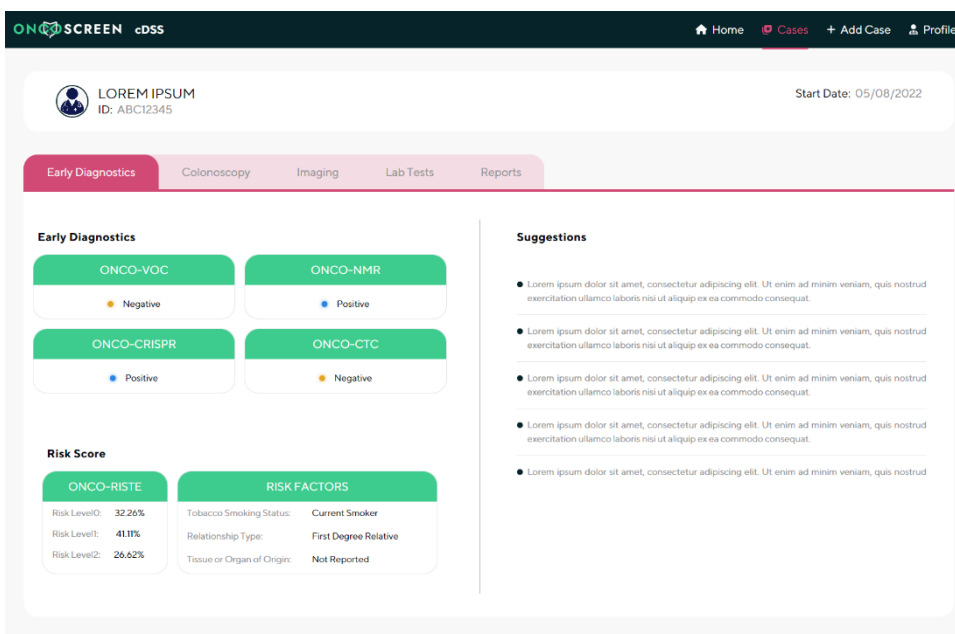 ONCOSCREEN cDSS
Home Cases + Add Case Profile
LOREM IPSUM
ID: ABC12345
Start Date: 05/08/2022
Early Diagnostics Colonoscopy Imaging Lab Tests Reports
Early Diagnostics
ONCO-VOC
Negative
ONCO-NMR
Positive
ONCO-CRISPR
Positive
ONCO-CTC
Negative
Risk Score
ONCO-RISTE
Risk Level0: 32.26%
Risk Level1: 41.11%
Risk Level2: 26.62%
RISK FACTORS
Tobacco Smoking Status: Current Smoker
Relationship Type: First Degree Relative
Tissue or Organ of Origin: Not Reported
Suggestions
Lorem ipsum dolor sit amet, consectetur adipiscing elit. Ut enim ad minim veniam, quis nostrud
exercitation ullamco laboris nisi ut aliquip ex ea commodo consequat.
Lorem ipsum dolor sit amet, consectetur adipiscing elit. Ut enim ad minim veniam, quis nostrud
exercitation ullamco laboris nisi ut aliquip ex ea commodo consequat.
Lorem ipsum dolor sit amet, consectetur adipiscing elit. Ut enim ad minim veniam, quis nostrud
exercitation ullamco laboris nisi ut aliquip ex ea commodo consequat.
Lorem ipsum dolor sit amet, consectetur adipiscing elit. Ut enim ad minim veniam, quis nostrud
exercitation ullamco laboris nisi ut aliquip ex ea commodo consequat.
Lorem ipsum dolor sit amet, consectetur adipiscing elit. Ut enim ad minim veniam, quis nostrud